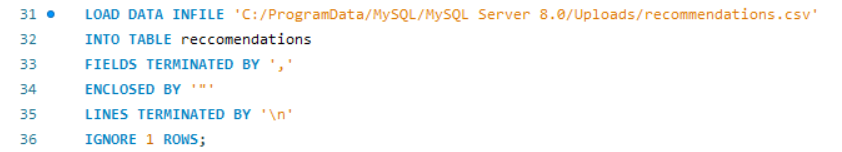 31 LOAD DATA INFILE 'C:/ProgramData/MySQL/MySQL Server 8.0/Uploads/recommendations.csv'
32 INTO TABLE reccomendations
33 FIELDS TERMINATED BY ','
34 ENCLOSED BY '"'
35 LINES TERMINATED BY '\n'
36 IGNORE 1 ROWS;